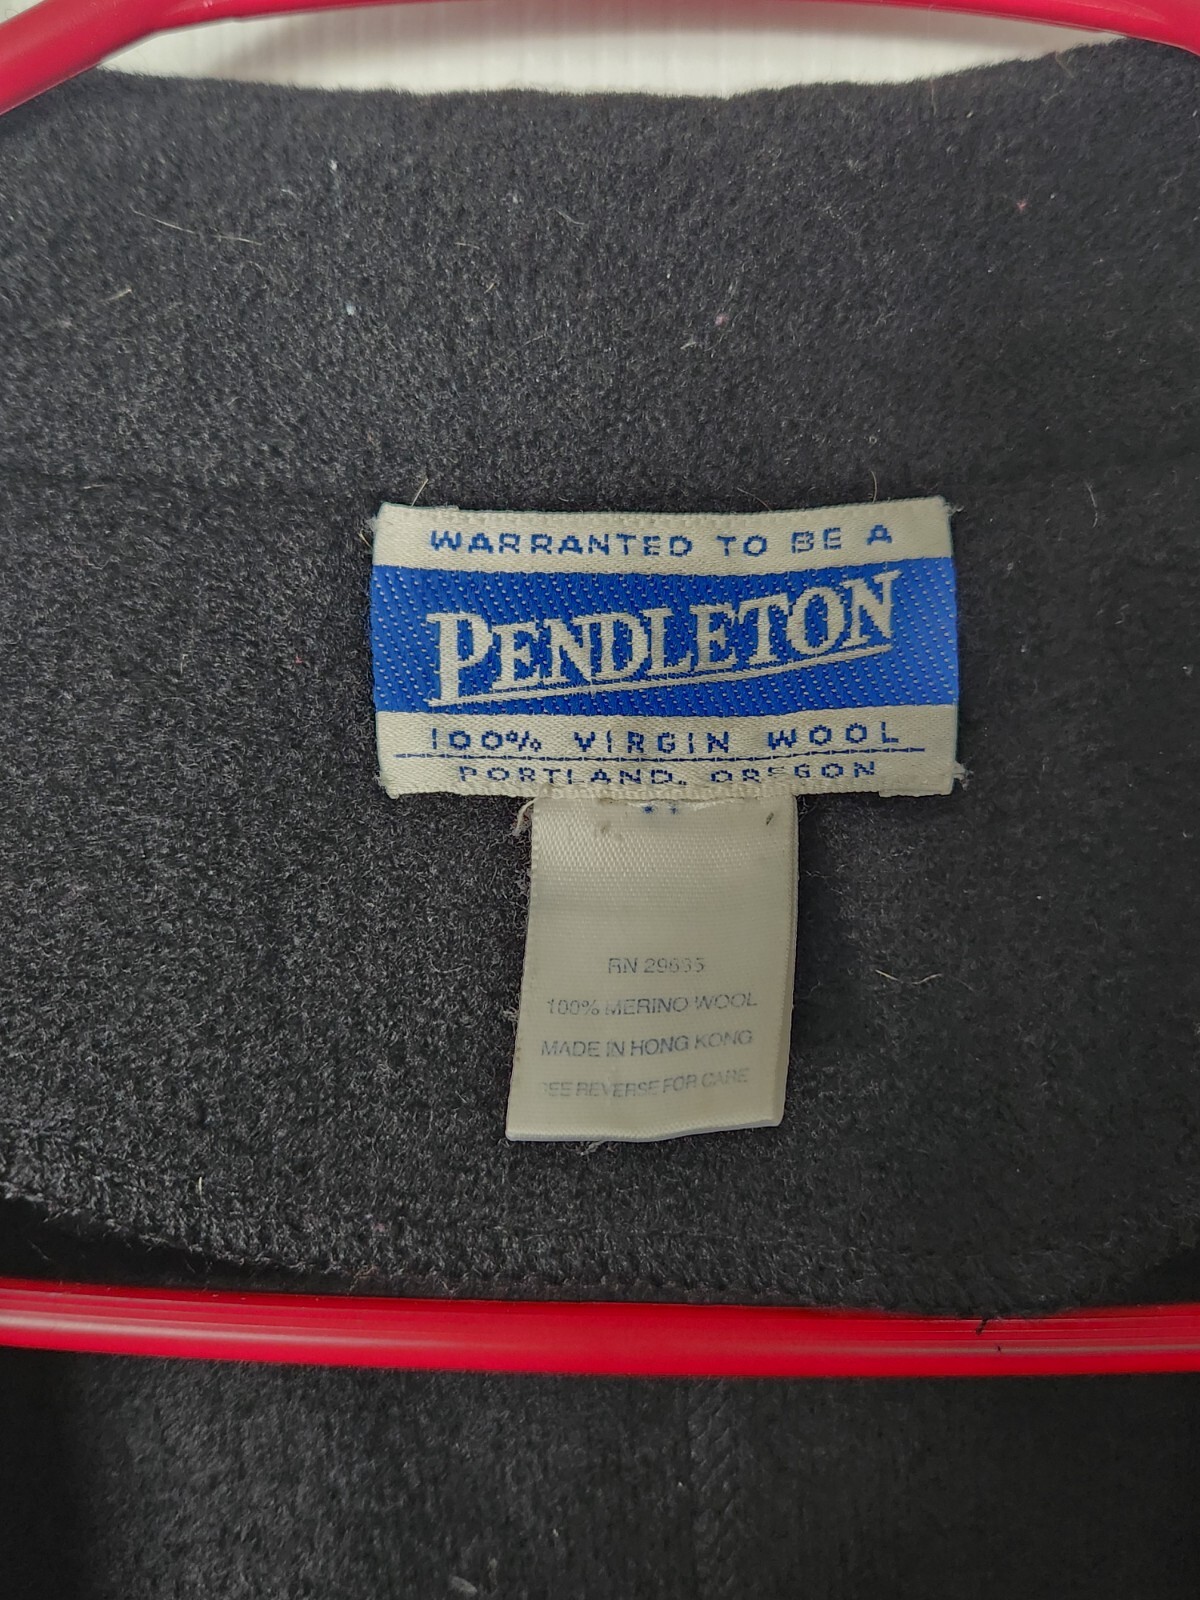 WARRANTED TO BE A
PENDLETON
100% VIRGIN WOOL
PORTLAND, OREGON
RN 29685
100% MERINO WOOL
MADE IN HONG KONG
SEE REVERSE FOR CARE